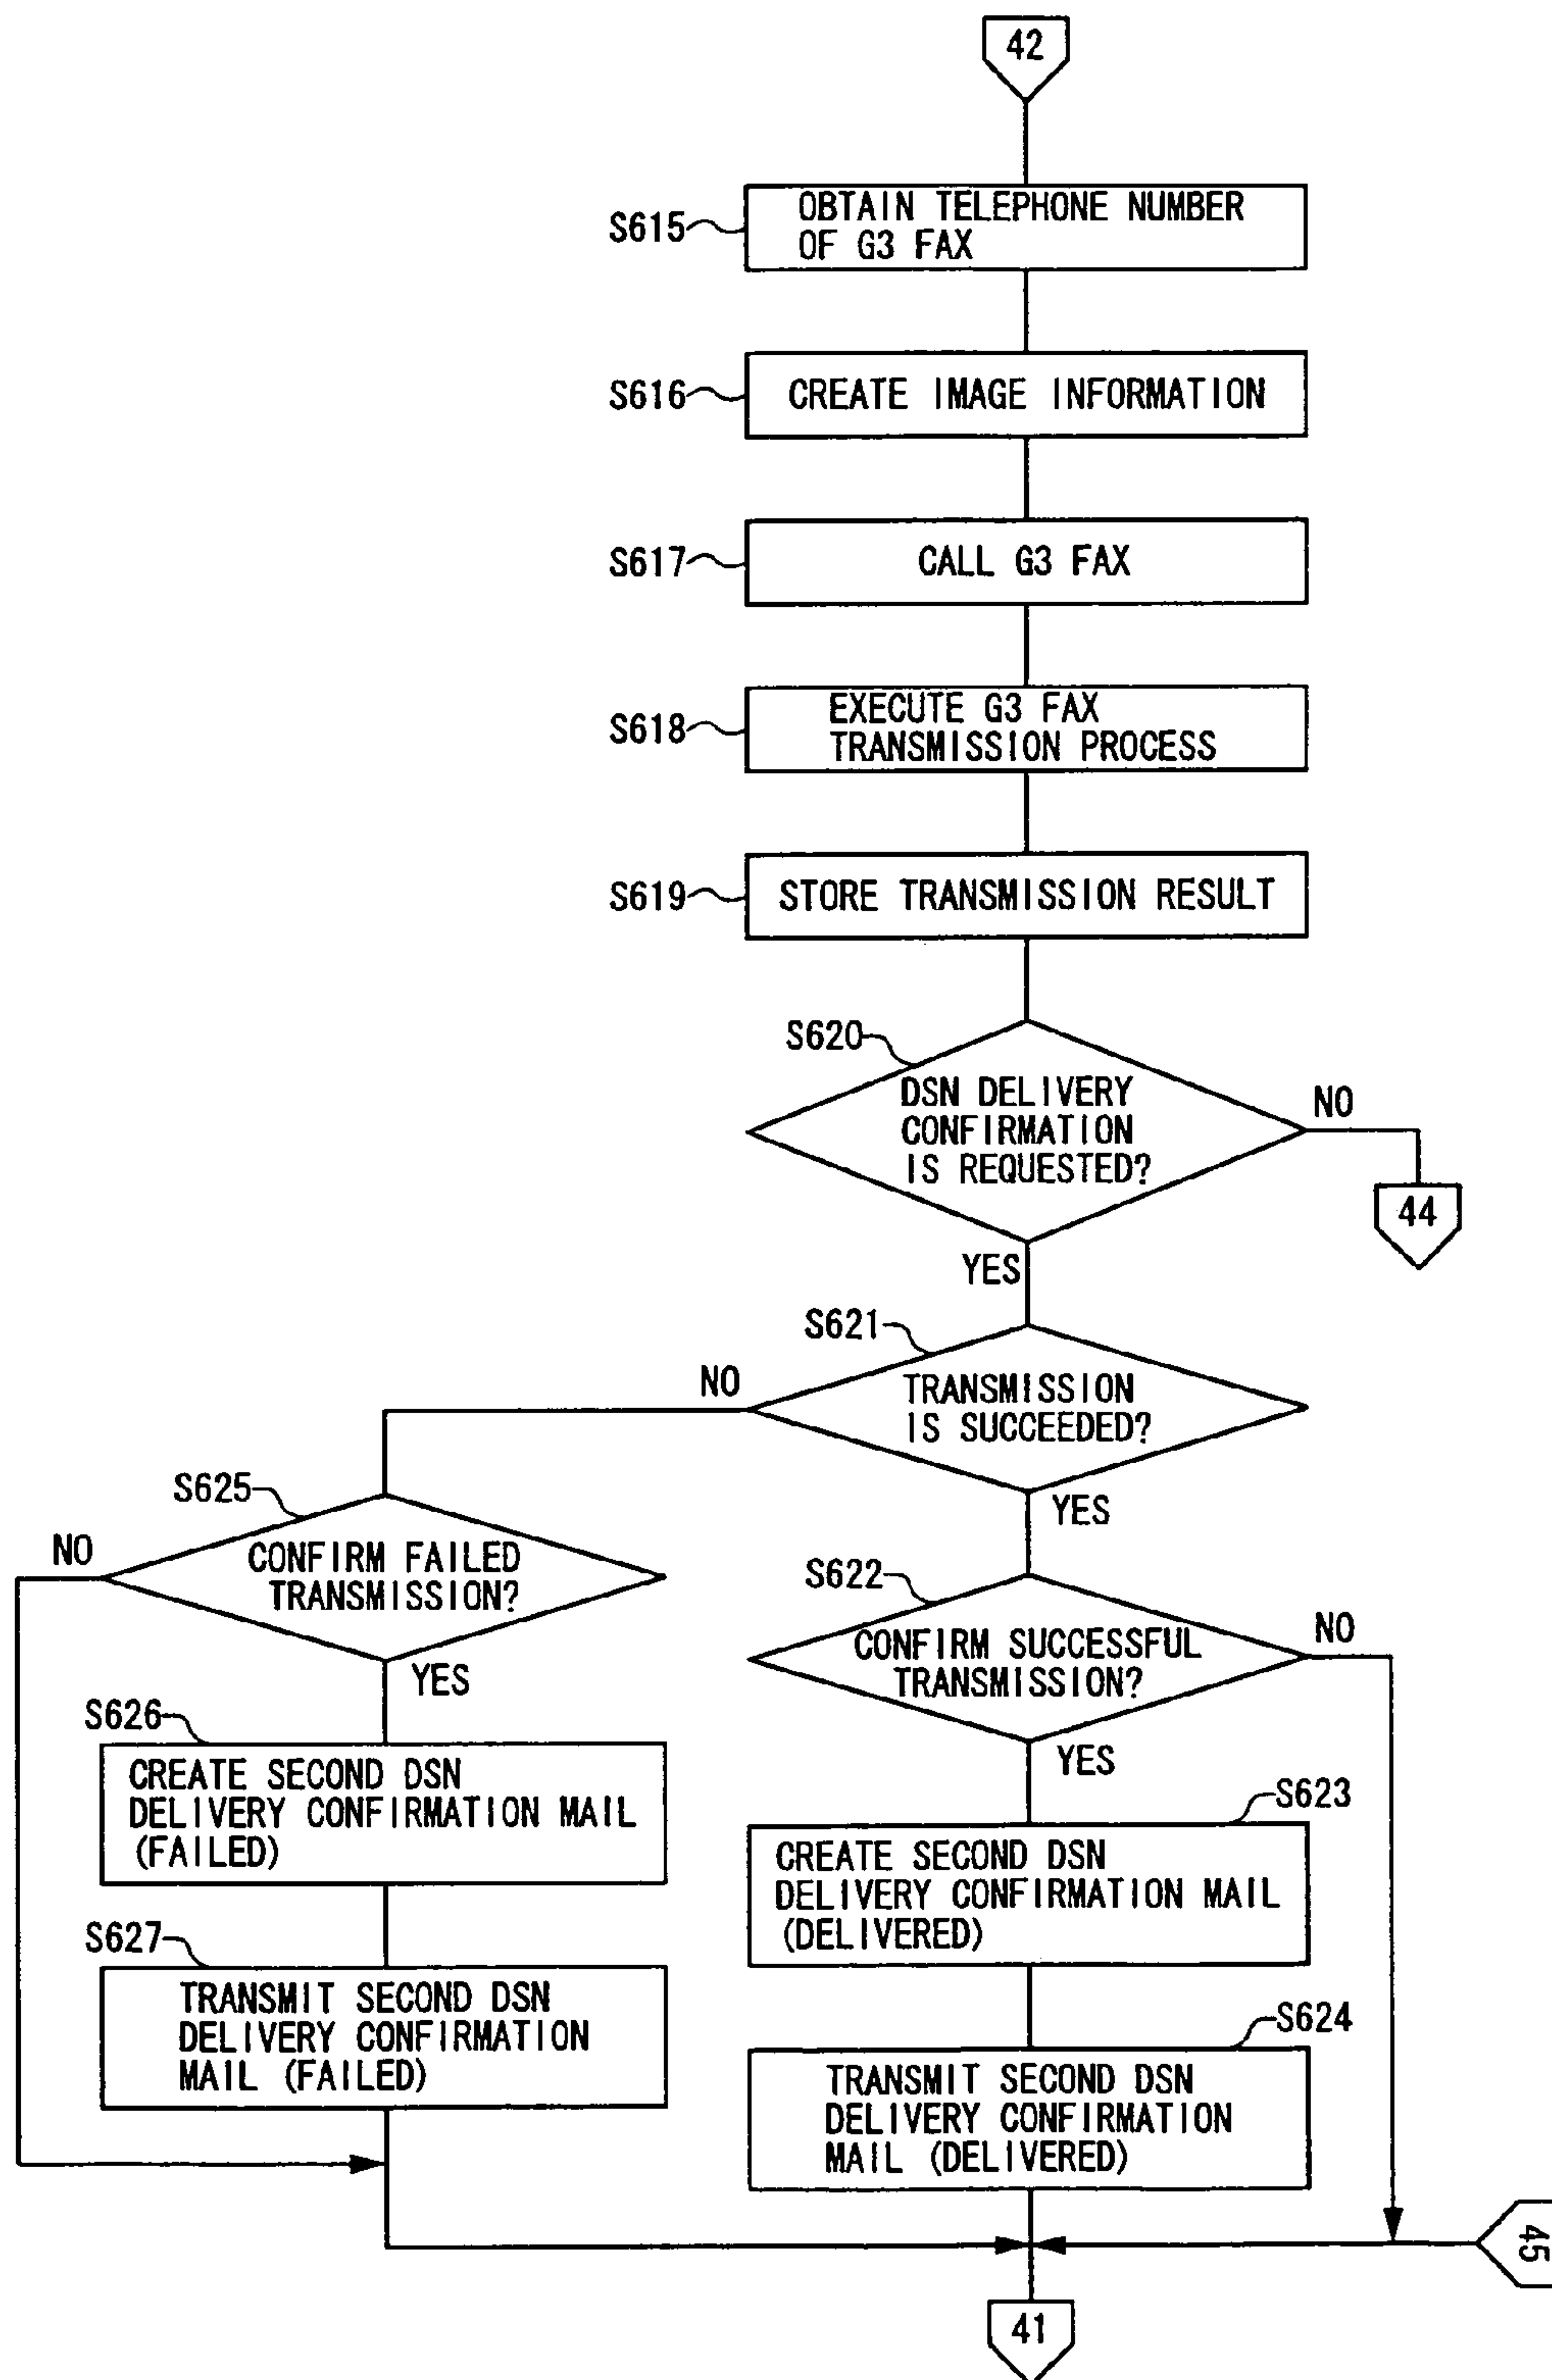 42
S615
OBTAIN TELEPHONE NUMBER
OF G3 FAX
S616
CREATE IMAGE INFORMATION
S617
CALL G3 FAX
S618
EXECUTE G3 FAX
TRANSMISSION PROCESS
S619
STORE TRANSMISSION RESULT
S620
DSN DELIVERY
CONFIRMATION
IS REQUESTED?
NO
44
YES
S621
NO
TRANSMISSION
IS SUCCEEDED?
YES
S625
NO
CONFIRM FAILED
TRANSMISSION?
YES
S622
CONFIRM SUCCESSFUL
TRANSMISSION?
NO
YES
S626
CREATE SECOND DSN
DELIVERY CONFIRMATION MAIL
(FAILED)
S623
CREATE SECOND DSN
DELIVERY CONFIRMATION MAIL
(DELIVERED)
S627
TRANSMIT SECOND DSN
DELIVERY CONFIRMATION
MAIL (FAILED)
S624
TRANSMIT SECOND DSN
DELIVERY CONFIRMATION
MAIL (DELIVERED)
45
41